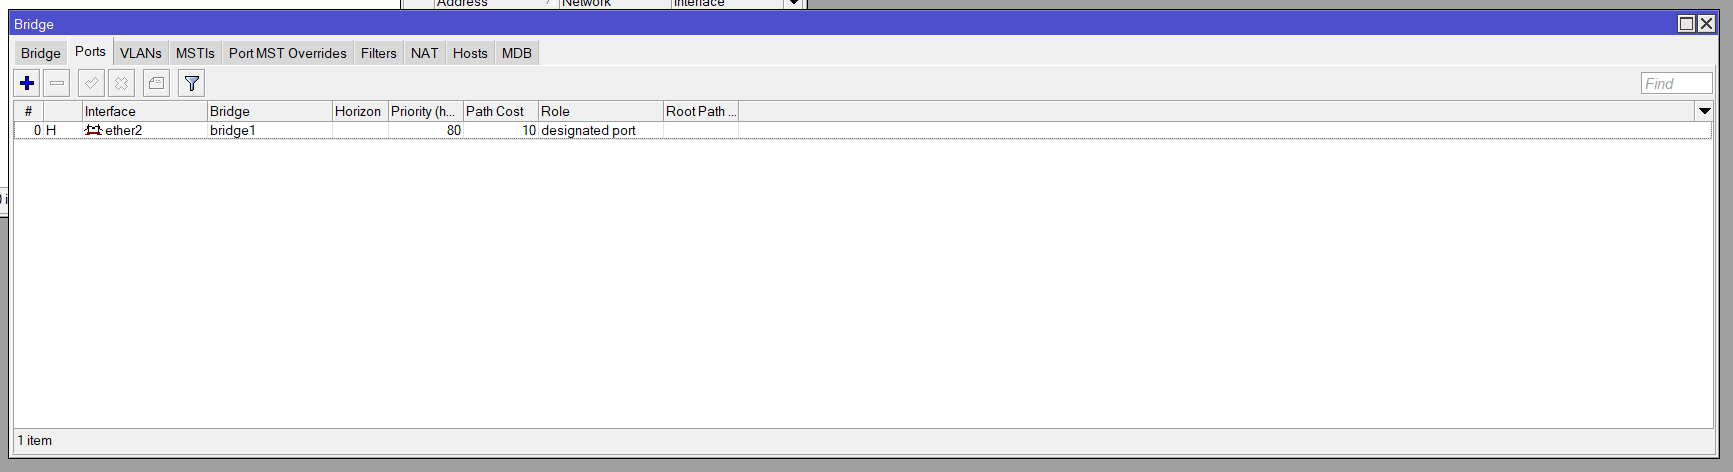 Address Network Interface
Bridge
Bridge Ports VLANs MSTIs Port MST Overrides Filters NAT Hosts MDB
Find
# Interface Bridge Horizon Priority (h... Path Cost Role Root Path ...
0 H ether2 bridge1 80 10 designated port
1 item